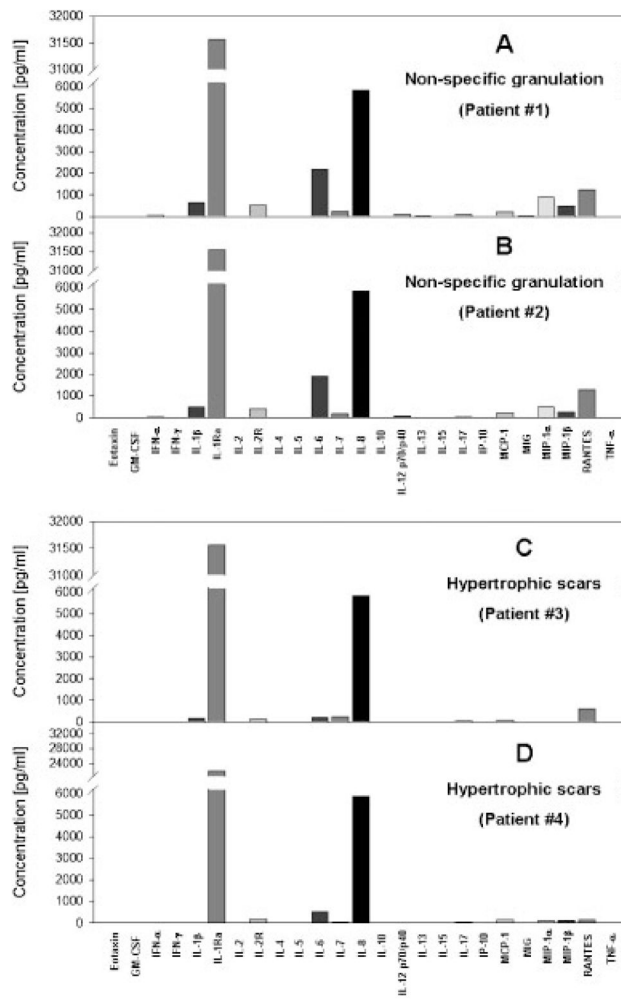 32000
31500
31000
6000
5000
4000
3000
2000
1000
0
Concentration [pg/ml]
A
Non-specific granulation
(Patient #1)
32000
31500
31000
6000
5000
4000
3000
2000
1000
0
Concentration [pg/ml]
B
Non-specific granulation
(Patient #2)
Eotaxin
GM-CSF
IFN-α
IFN-γ
IL-1β
IL-1Ra
IL-2
IL-2R
IL-4
IL-5
IL-6
IL-7
IL-8
IL-10
IL-12 p70/p40
IL-13
IL-15
IL-17
IP-10
MCP-1
MIG
MIP-1α
MIP-1β
RANTES
TNF-α
32000
31500
31000
6000
5000
4000
3000
2000
1000
0
Concentration [pg/ml]
C
Hypertrophic scars
(Patient #3)
32000
28000
24000
6000
5000
4000
3000
2000
1000
0
Concentration [pg/ml]
D
Hypertrophic scars
(Patient #4)
Eotaxin
GM-CSF
IFN-α
IFN-γ
IL-1β
IL-1Ra
IL-2
IL-2R
IL-4
IL-5
IL-6
IL-7
IL-8
IL-10
IL-12 p70/p40
IL-13
IL-15
IL-17
IP-10
MCP-1
MIG
MIP-1α
MIP-1β
RANTES
TNF-α